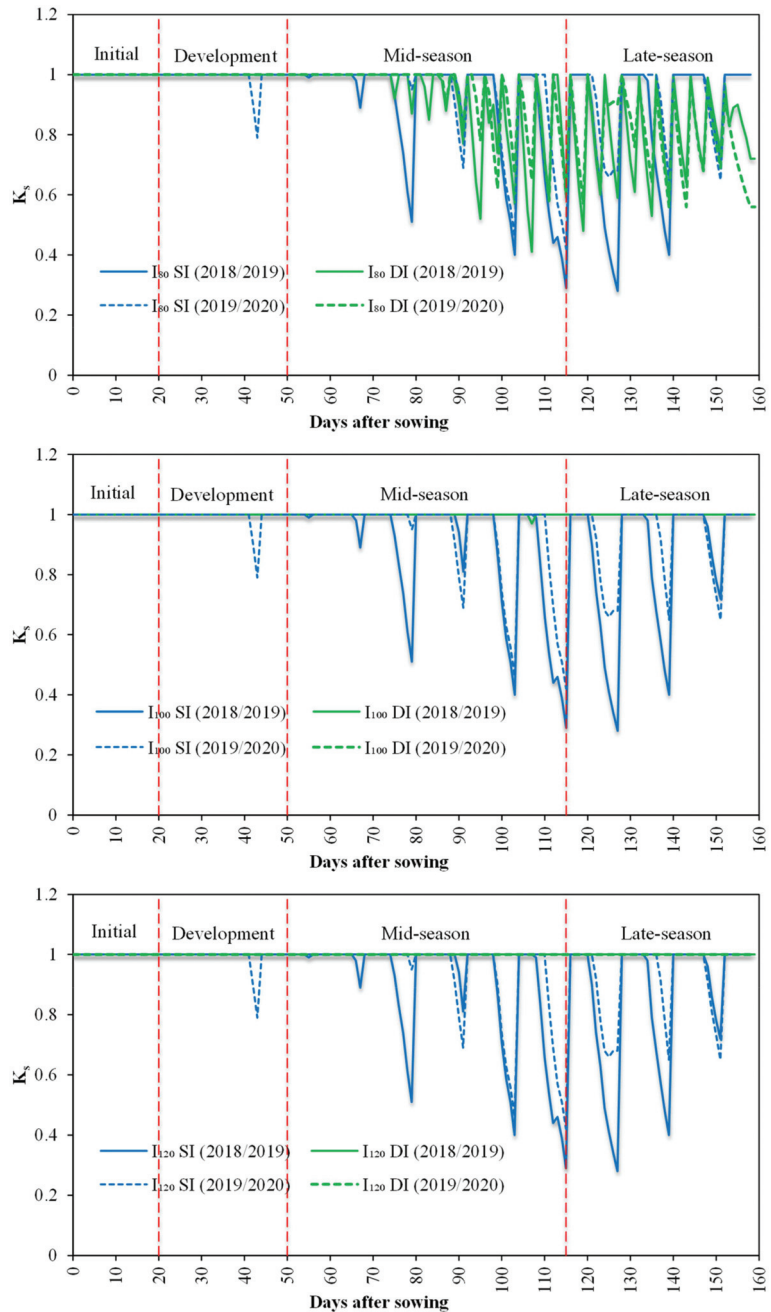 1.2
Initial Development Mid-season Late-season
1
0.8
Ks
0.6
0.4
I80 SI (2018/2019) I80 DI (2018/2019)
I80 SI (2019/2020) I80 DI (2019/2020)
0.2
0
0 10 20 30 40 50 60 70 80 90 100 110 120 130 140 150 160
Days after sowing
1.2
Initial Development Mid-season Late-season
1
0.8
Ks
0.6
0.4
I100 SI (2018/2019) I100 DI (2018/2019)
I100 SI (2019/2020) I100 DI (2019/2020)
0.2
0
0 10 20 30 40 50 60 70 80 90 100 110 120 130 140 150 160
Days after sowing
1.2
Initial Development Mid-season Late-season
1
0.8
Ks
0.6
0.4
I120 SI (2018/2019) I120 DI (2018/2019)
I120 SI (2019/2020) I120 DI (2019/2020)
0.2
0
0 10 20 30 40 50 60 70 80 90 100 110 120 130 140 150 160
Days after sowing